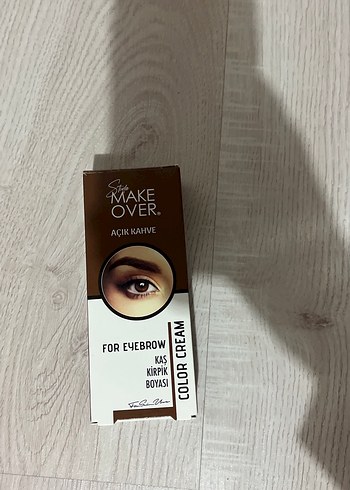 Style
MAKE
OVER®
AÇIK KAHVE
FOR EYEBROW
KAŞ
KİRPİK
BOYASI
COLOR CREAM